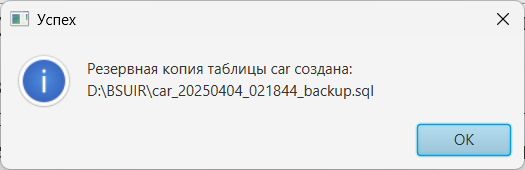 Успех
Резервная копия таблицы car создана:
D:\BSUIR\car_20250404_021844_backup.sql
OK